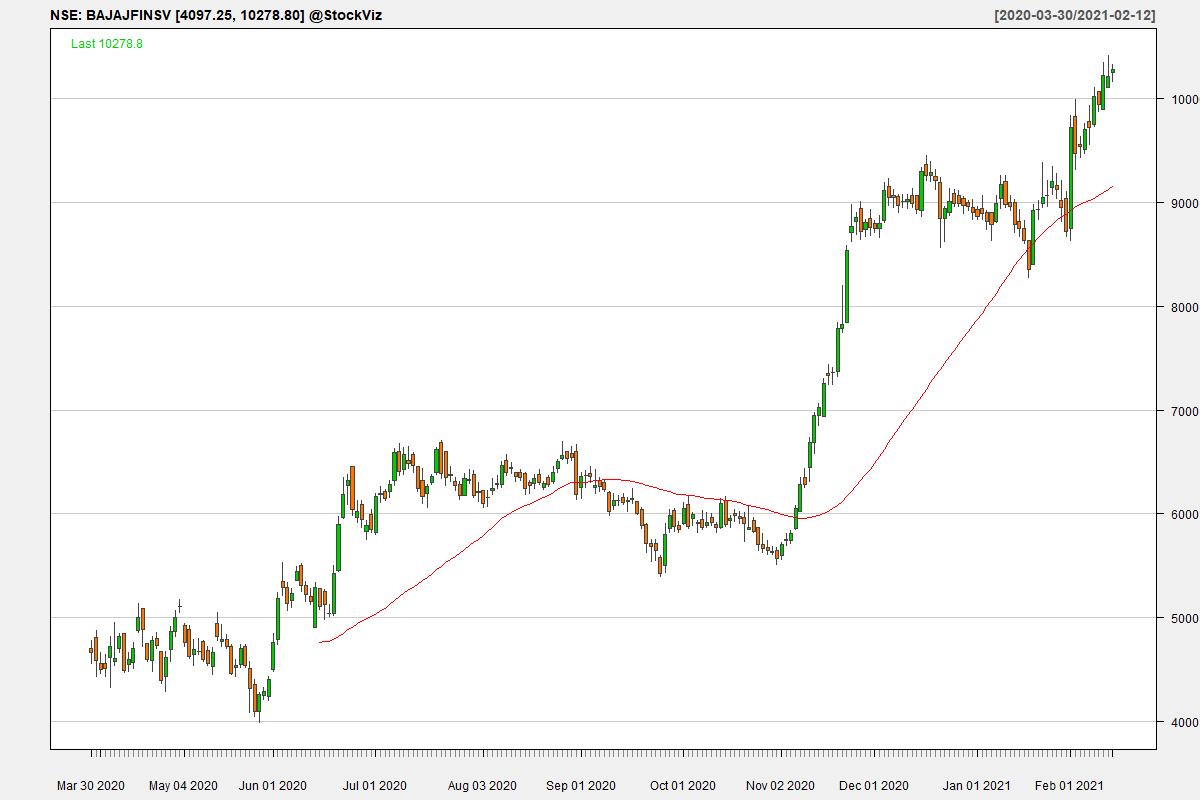 NSE: BAJAJFINSV [4097.25, 10278.80] @StockViz
[2020-03-30/2021-02-12]
Last 10278.8
1000
9000
8000
7000
6000
5000
4000
Mar 30 2020 May 04 2020 Jun 01 2020 Jul 01 2020 Aug 03 2020 Sep 01 2020 Oct 01 2020 Nov 02 2020 Dec 01 2020 Jan 01 2021 Feb 01 2021